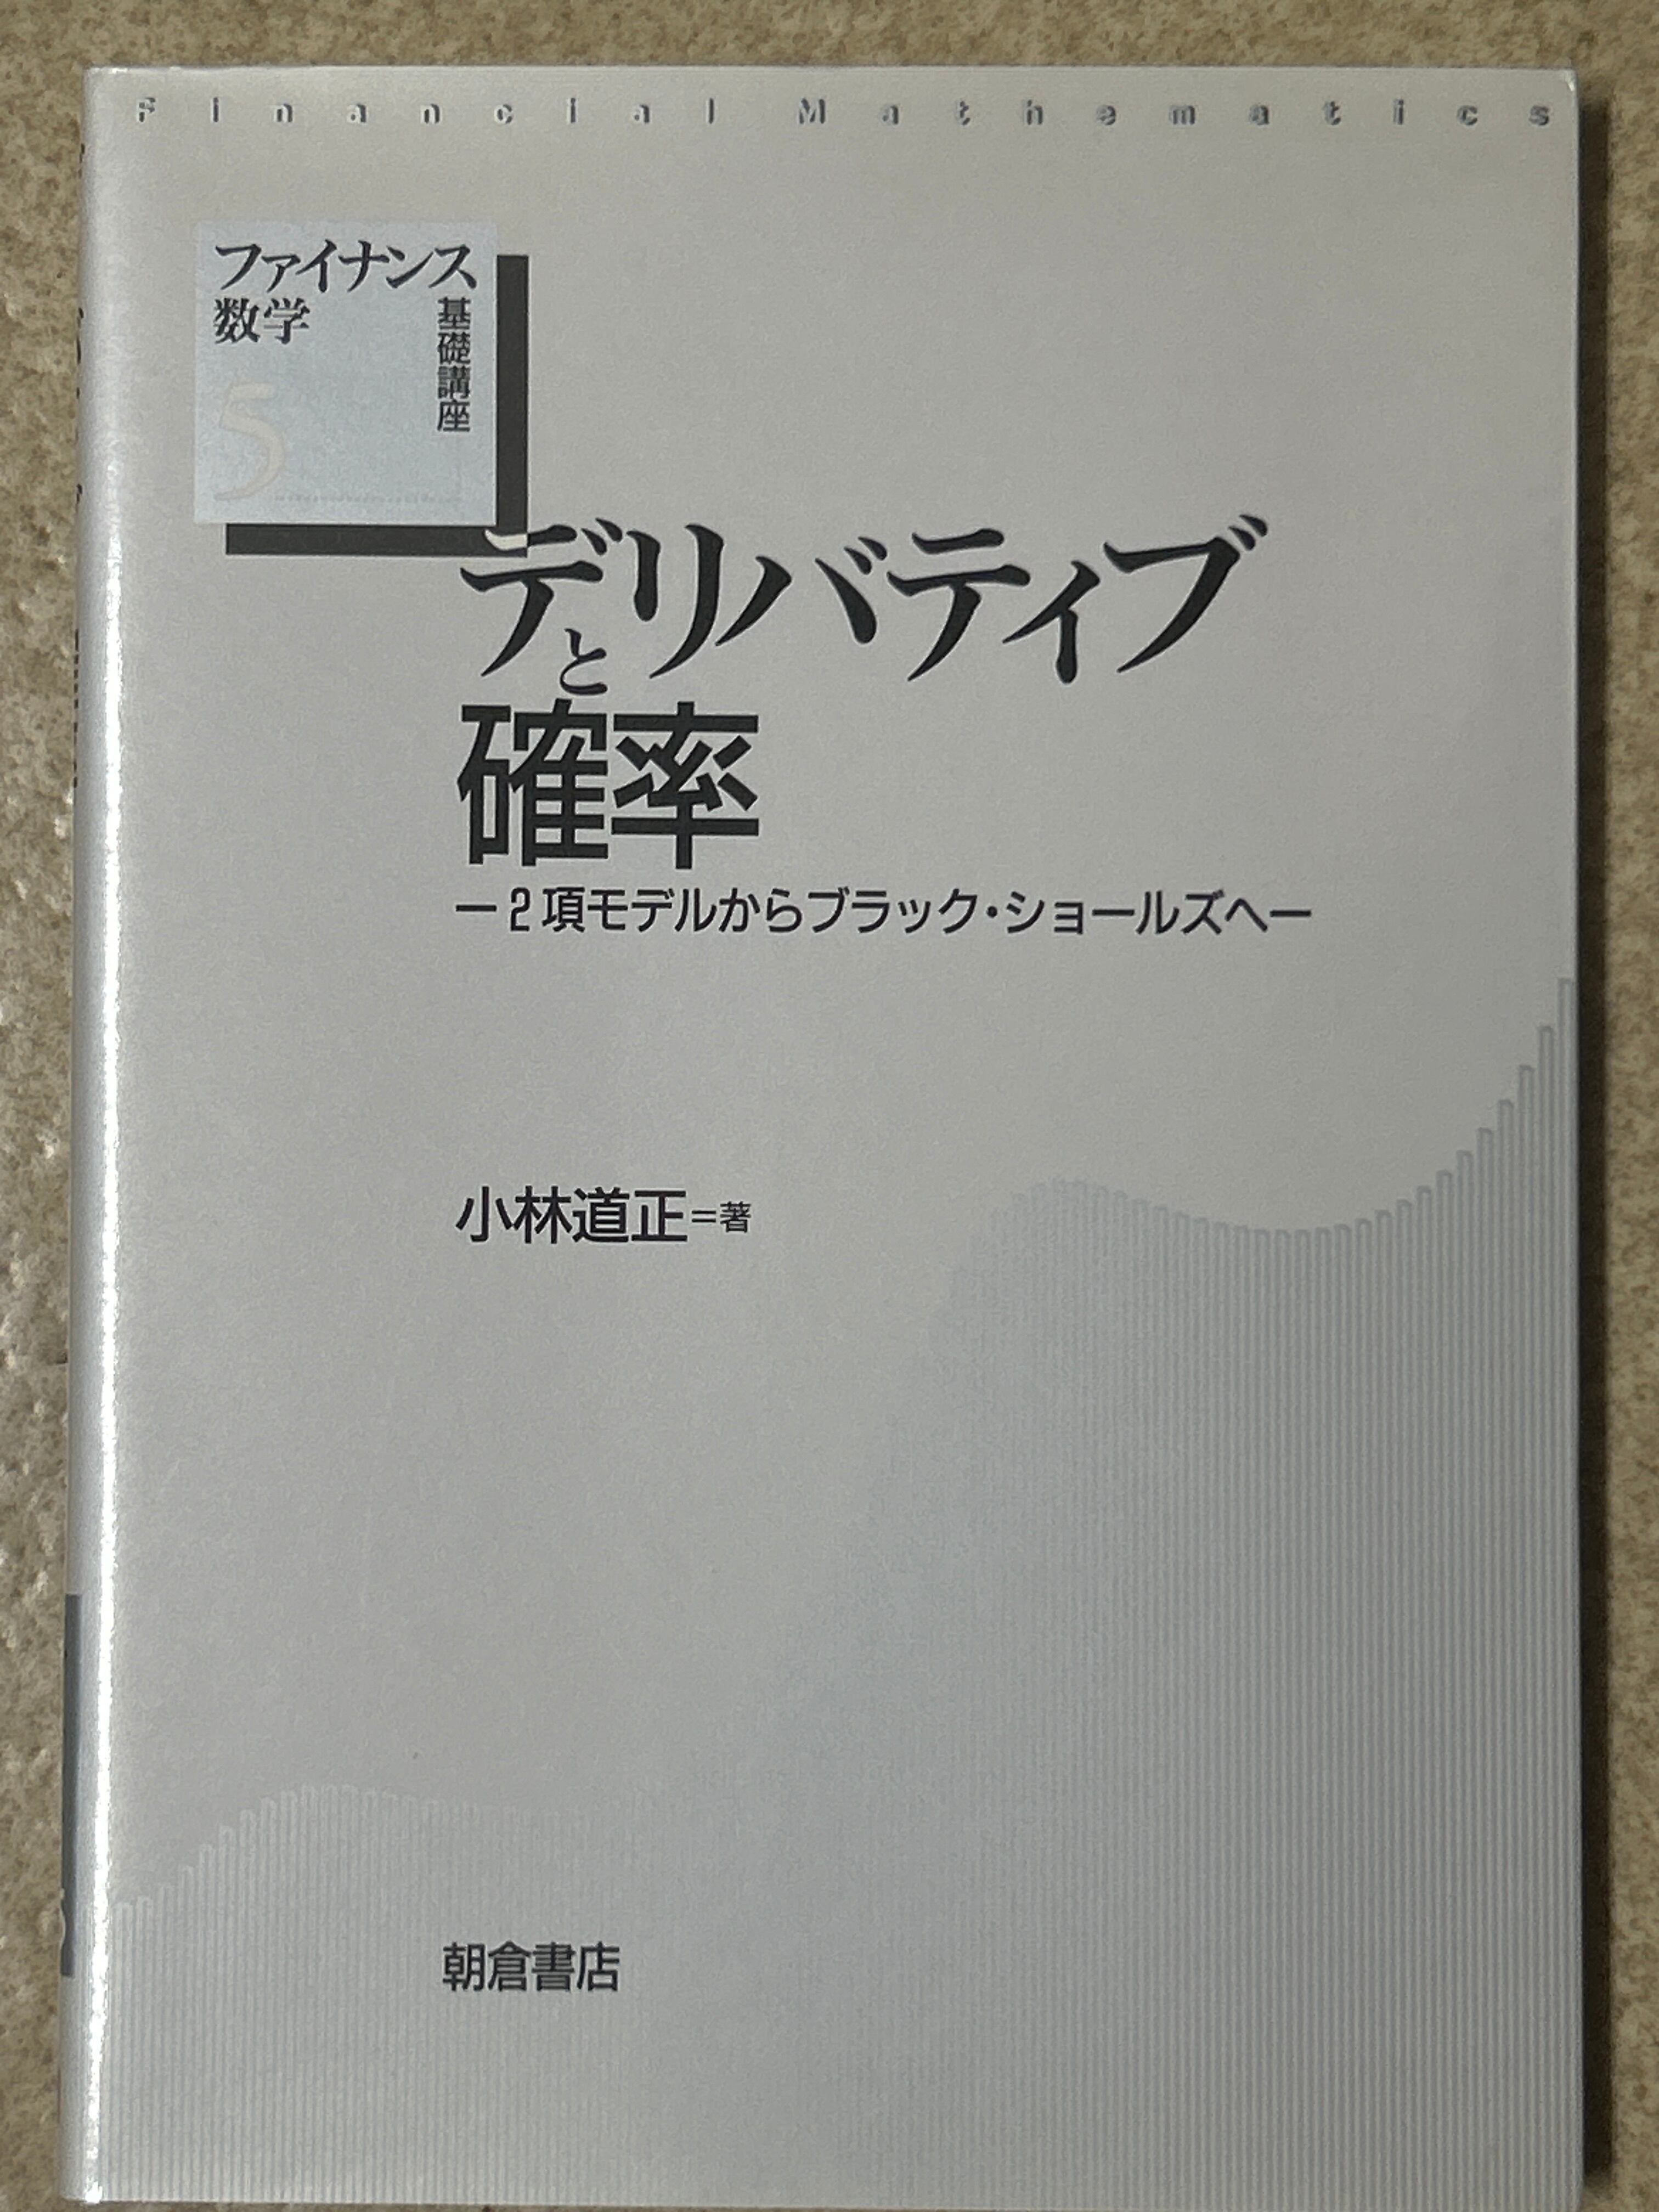 Financial Mathematics
ファイナンス
数学
基礎講座
5
デリバティブ
と
確率
−2項モデルからブラック・ショールズへ−
小林道正=著
朝倉書店